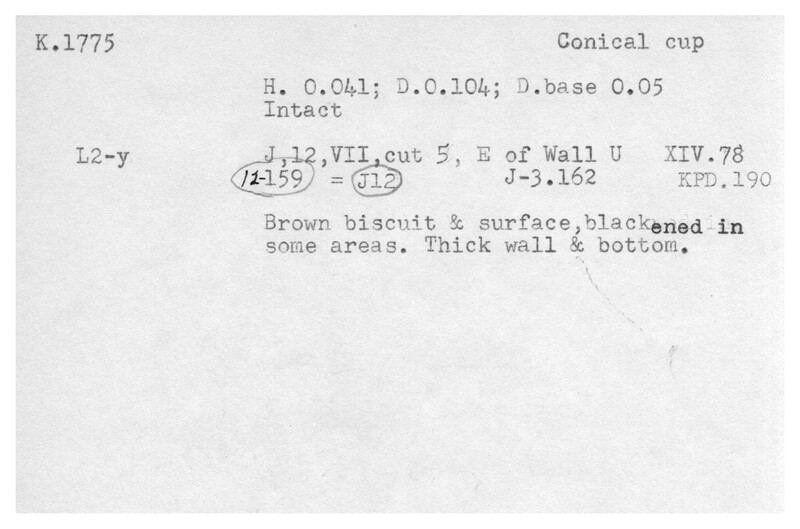 K.1775 Conical cup
H. 0.041; D.0.104; D.base 0.05
Intact
L2-y J,12,VII,cut 5, E of Wall U XIV.78
12-159 = J12 J-3.162 KPD.190
Brown biscuit & surface,blackened in
some areas. Thick wall & bottom.